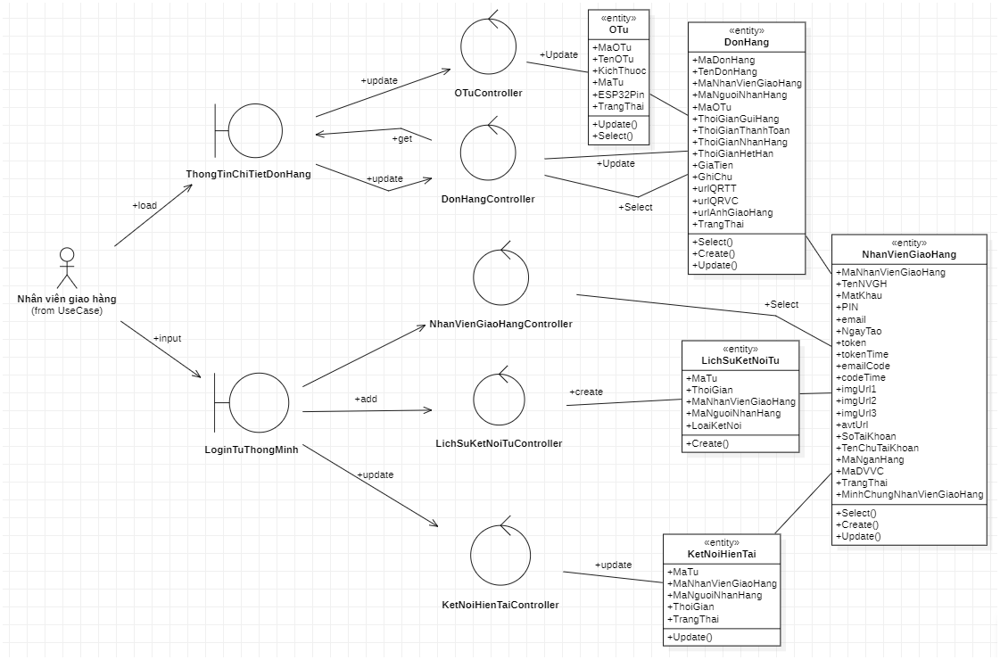 +Update
+update
OTuController
+get
+update
ThongTinChiTietDonHang
DonHangController
+Update
+Select
«entity»
OTu
+MaOTu
+TenOTu
+KichThuoc
+MaTu
+ESP32Pin
+TrangThai
+Update()
+Select()
«entity»
DonHang
+MaDonHang
+TenDonHang
+MaNhanVienGiaoHang
+MaNguoiNhanHang
+MaOTu
+ThoiGianGuiHang
+ThoiGianThanhToan
+ThoiGianNhanHang
+ThoiGianHetHan
+GiaTien
+GhiChu
+urlQRTT
+urlQRVC
+urlAnhGiaoHang
+TrangThai
+Select()
+Create()
+Update()
+load
Nhân viên giao hàng
(from UseCase)
+input
NhanVienGiaoHangController
+Select
+add
LoginTuThongMinh
LichSuKetNoiTuController
+create
+update
KetNoiHienTaiController
+update
«entity»
LichSuKetNoiTu
+MaTu
+ThoiGian
+MaNhanVienGiaoHang
+MaNguoiNhanHang
+LoaiKetNoi
+Create()
«entity»
NhanVienGiaoHang
+MaNhanVienGiaoHang
+TenNVGH
+MatKhau
+PIN
+email
+NgayTao
+token
+tokenTime
+emailCode
+codeTime
+imgUrl1
+imgUrl2
+imgUrl3
+avtUrl
+SoTaiKhoan
+TenChuTaiKhoan
+MaNganHang
+MaDVVC
+TrangThai
+MinhChungNhanVienGiaoHang
+Select()
+Create()
+Update()
«entity»
KetNoiHienTai
+MaTu
+MaNhanVienGiaoHang
+MaNguoiNhanHang
+ThoiGian
+TrangThai
+Update()